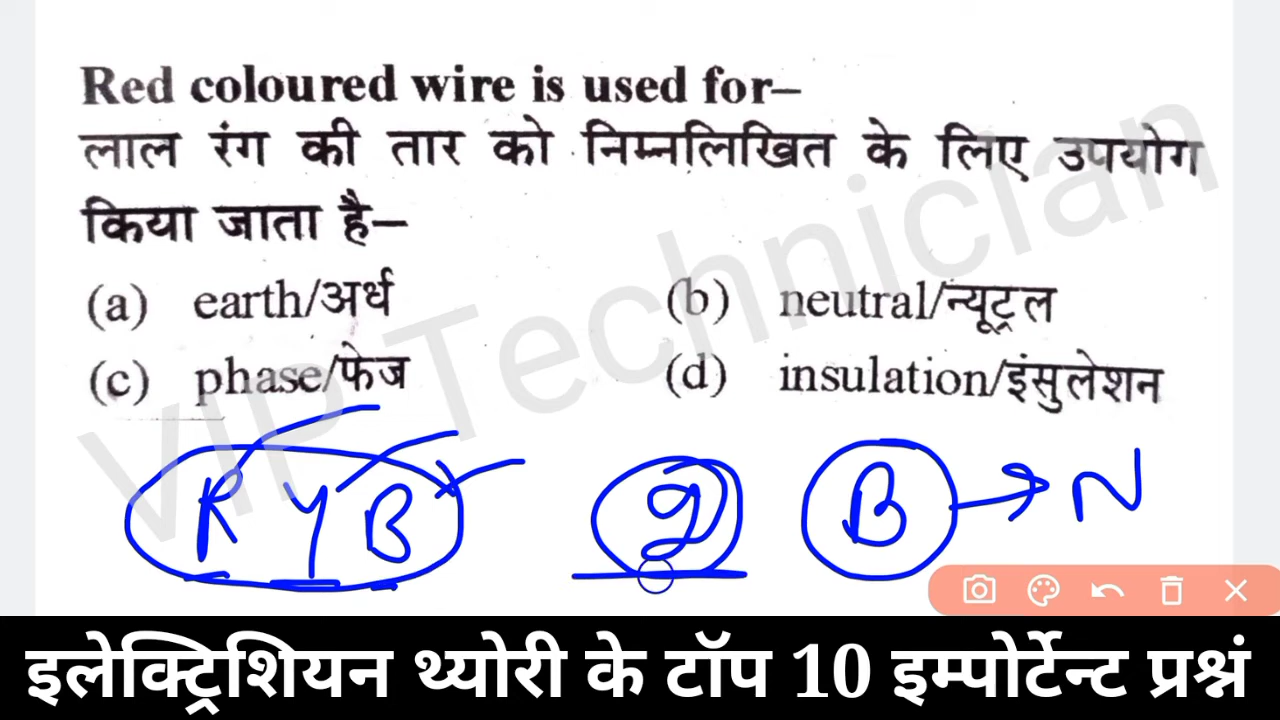 Red coloured wire is used for–
लाल रंग की तार को निम्नलिखित के लिए उपयोग
किया जाता है–
(a) earth/अर्थ (b) neutral/न्यूट्रल
(c) phase/फेज (d) insulation/इंसुलेशन
VIP Technician
R Y B g B → N
इलेक्ट्रिशियन थ्योरी के टॉप 10 इम्पोर्टेन्ट प्रश्नं